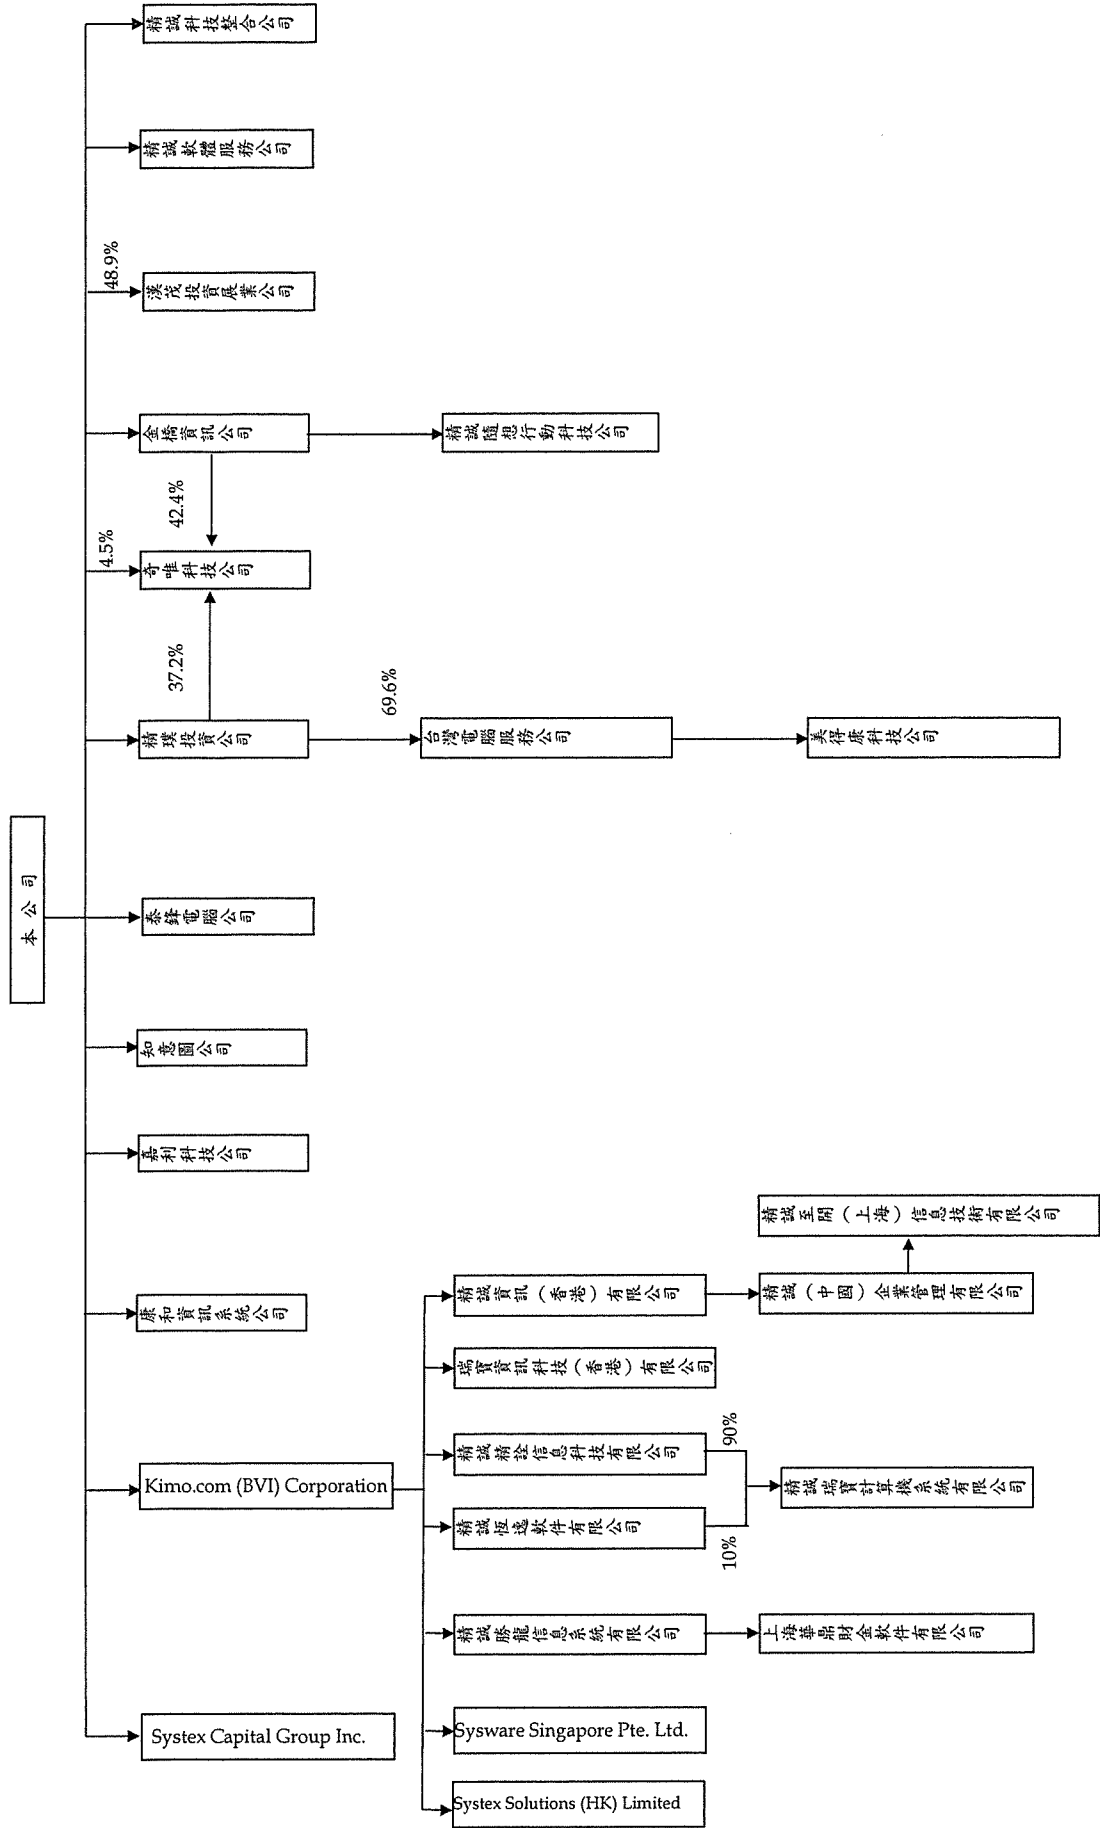 本公司
精誠科技整合公司
精誠軟體服務公司
48.9%
漢茂投資展業公司
金橋資訊公司
精誠隨想行動科技公司
42.4%
4.5%
奇唯科技公司
37.2%
精璞投資公司
69.6%
台灣電腦服務公司
美得康科技公司
泰鋒電腦公司
知意圖公司
嘉利科技公司
康和資訊系統公司
Kimo.com (BVI) Corporation
精誠資訊(香港)有限公司
精誠(中國)企業管理有限公司
精誠至開(上海)信息技術有限公司
瑞寶資訊科技(香港)有限公司
精誠精詮信息科技有限公司
90%
精誠恆逸軟件有限公司
10%
精誠瑞寶計算機系統有限公司
精誠勝龍信息系統有限公司
上海華鼎財金軟件有限公司
Sysware Singapore Pte. Ltd.
Systex Solutions (HK) Limited
Systex Capital Group Inc.